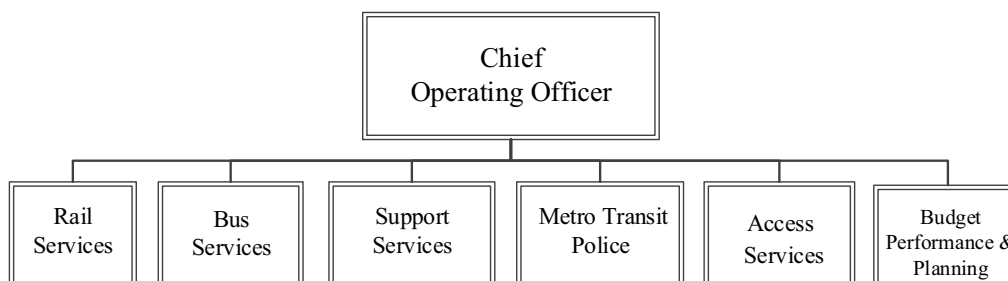 Chief
Operating Officer
Rail
Services
Bus
Services
Support
Services
Metro Transit
Police
Access
Services
Budget
Performance &
Planning